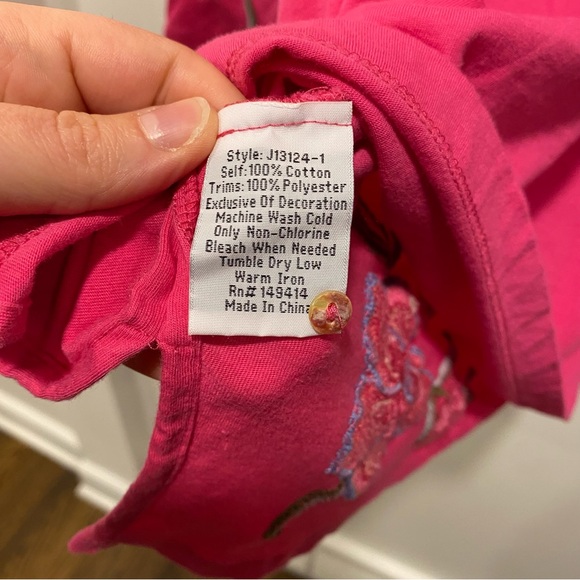 Style: J13124-1
Self:100% Cotton
Trims:100% Polyester
Exclusive Of Decoration
Machine Wash Cold
Only Non-Chlorine
Bleach When Needed
Tumble Dry Low
Warm Iron
Rn# 149414
Made In China